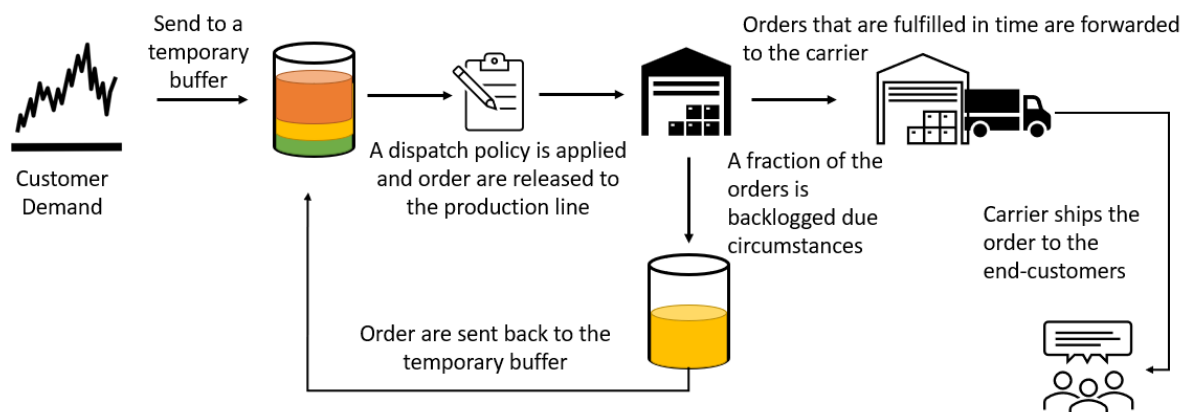 Send to a
temporary
buffer
Orders that are fulfilled in time are forwarded
to the carrier
Customer
Demand
A dispatch policy is applied
and order are released to
the production line
A fraction of the
orders is
backlogged due
circumstances
Carrier ships the
order to the
end-customers
Order are sent back to the
temporary buffer